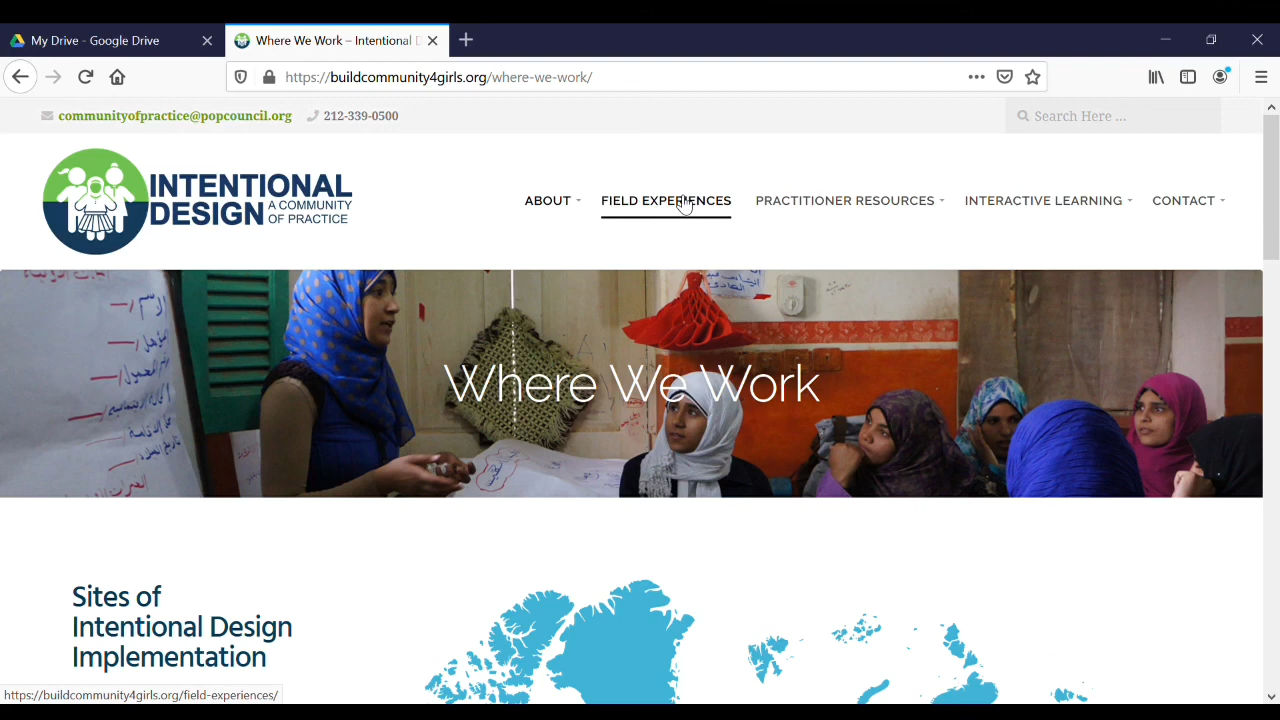 My Drive - Google Drive
Where We Work – Intentional D
https://buildcommunity4girls.org/where-we-work/
communityofpractice@popcouncil.org 212-339-0500
Search Here ...
INTENTIONAL
DESIGN A COMMUNITY
OF PRACTICE
ABOUT FIELD EXPERIENCES PRACTITIONER RESOURCES INTERACTIVE LEARNING CONTACT
Where We Work
Sites of
Intentional Design
Implementation
https://buildcommunity4girls.org/field-experiences/